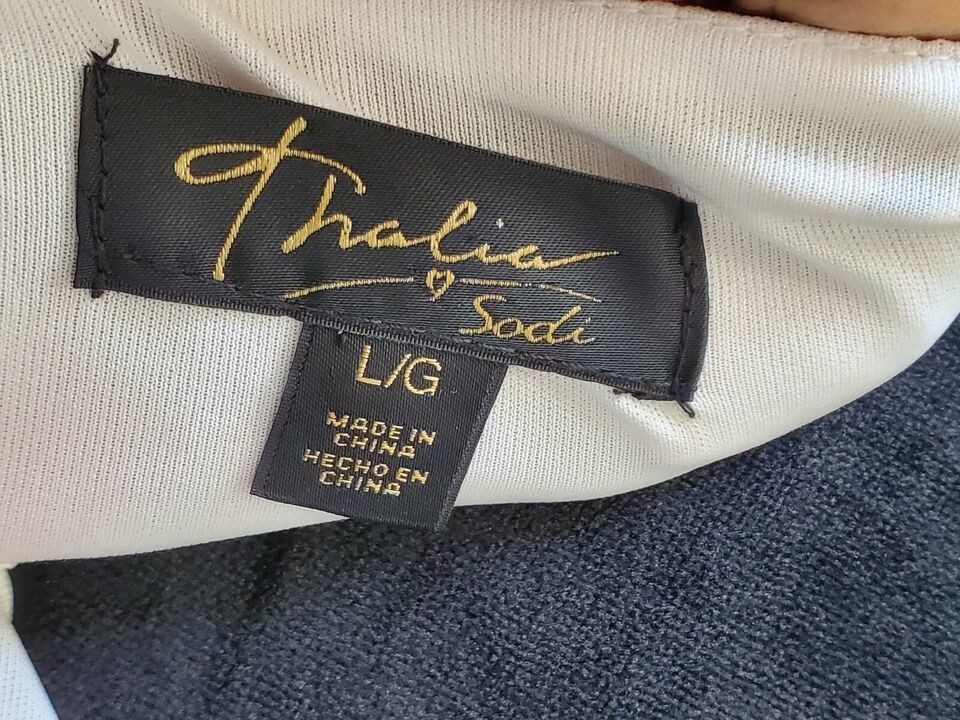 Thalia
Sodi
L/G
MADE IN
CHINA
HECHO EN
CHINA